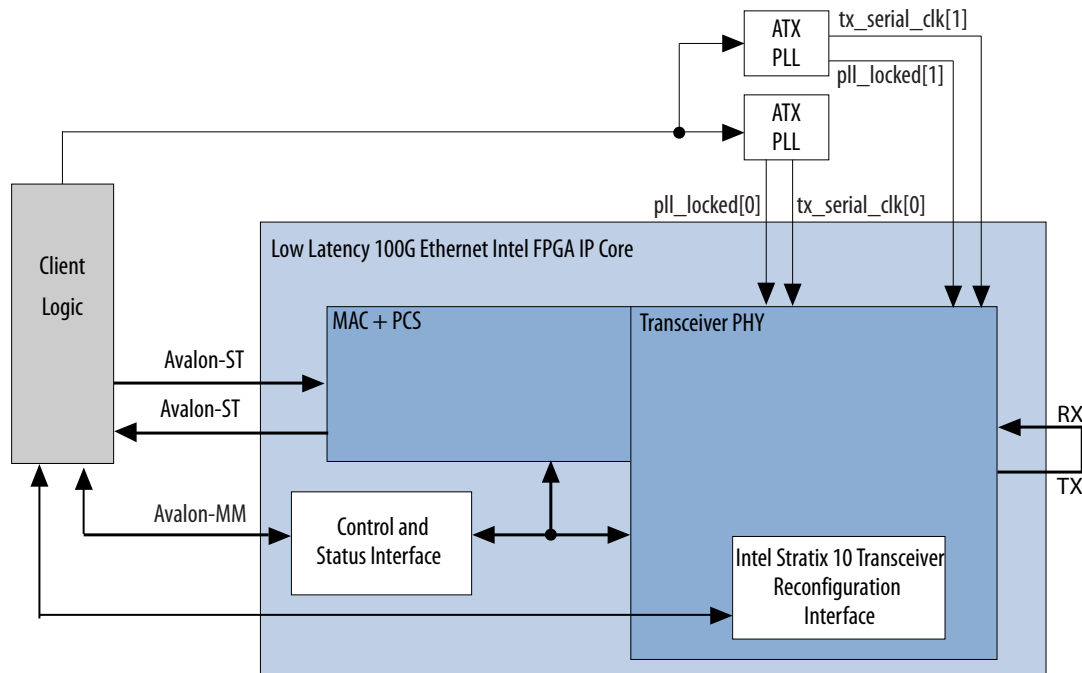 ATX
PLL
tx_serial_clk[1]
pll_locked[1]
ATX
PLL
pll_locked[0]
tx_serial_clk[0]
Client
Logic
Low Latency 100G Ethernet Intel FPGA IP Core
MAC + PCS
Transceiver PHY
Avalon-ST
Avalon-ST
RX
TX
Avalon-MM
Control and
Status Interface
Intel Stratix 10 Transceiver
Reconfiguration
Interface